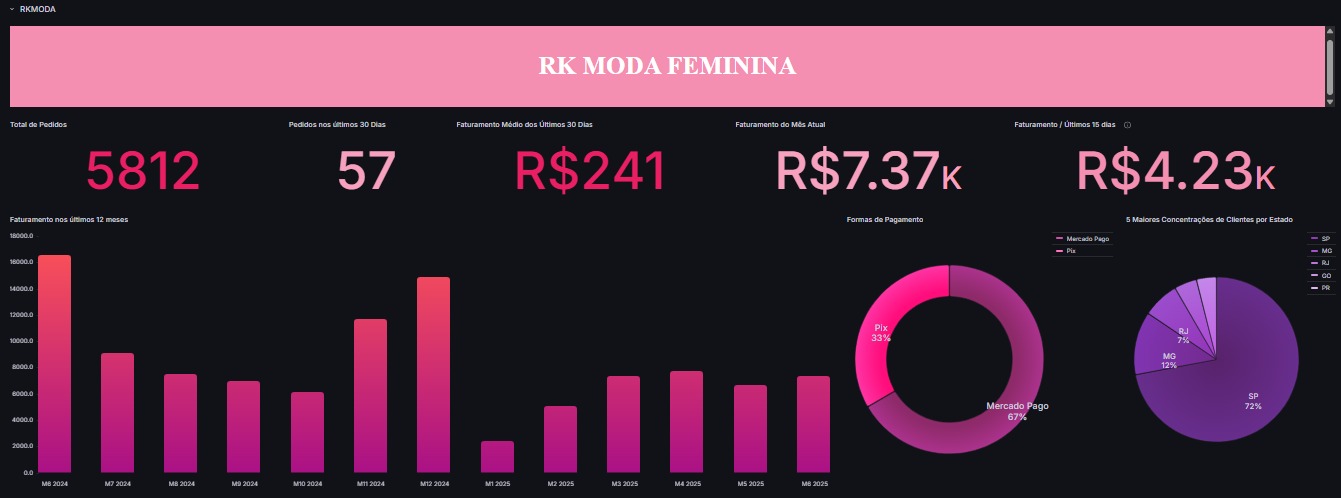 RKMODA
RK MODA FEMININA
Total de Pedidos
5812
Pedidos nos últimos 30 Dias
57
Faturamento Médio dos Últimos 30 Dias
R$241
Faturamento do Mês Atual
R$7.37K
Faturamento / Últimos 15 dias
R$4.23K
Faturamento nos últimos 12 meses
18000.0
16000.0
14000.0
12000.0
10000.0
8000.0
6000.0
4000.0
2000.0
0.0
M6 2024
M7 2024
M8 2024
M9 2024
M10 2024
M11 2024
M12 2024
M1 2025
M2 2025
M3 2025
M4 2025
M5 2025
M6 2025
Formas de Pagamento
Mercado Pago
Pix
Pix
33%
Mercado Pago
67%
5 Maiores Concentrações de Clientes por Estado
SP
MG
RJ
GO
PR
RJ
7%
MG
12%
SP
72%